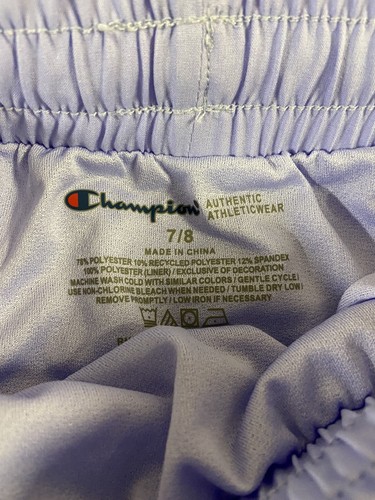 Champion AUTHENTIC
ATHLETICWEAR
7/8
MADE IN CHINA
78% POLYESTER 10% RECYCLED POLYESTER 12% SPANDEX
100% POLYESTER (LINER) / EXCLUSIVE OF DECORATION
MACHINE WASH COLD WITH SIMILAR COLORS / GENTLE CYCLE/
USE NON-CHLORINE BLEACH WHEN NEEDED / TUMBLE DRY LOW/
REMOVE PROMPTLY / LOW IRON IF NECESSARY